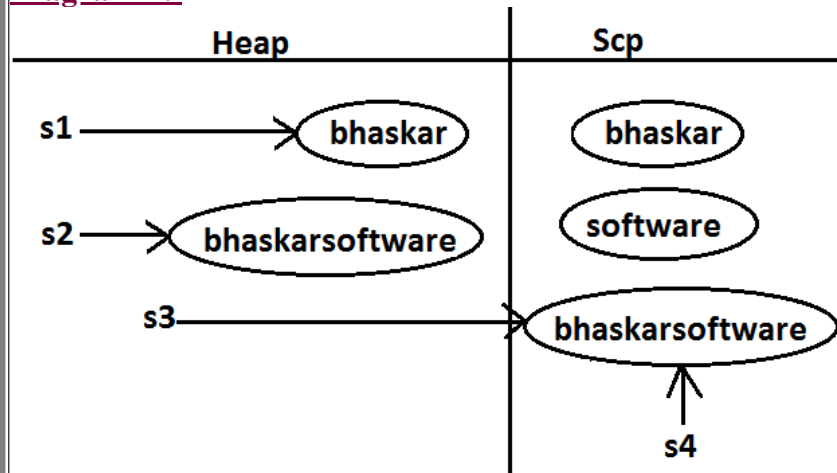 Heap Scp
s1 bhaskar bhaskar
s2 bhaskarsoftware software
s3 bhaskarsoftware
s4